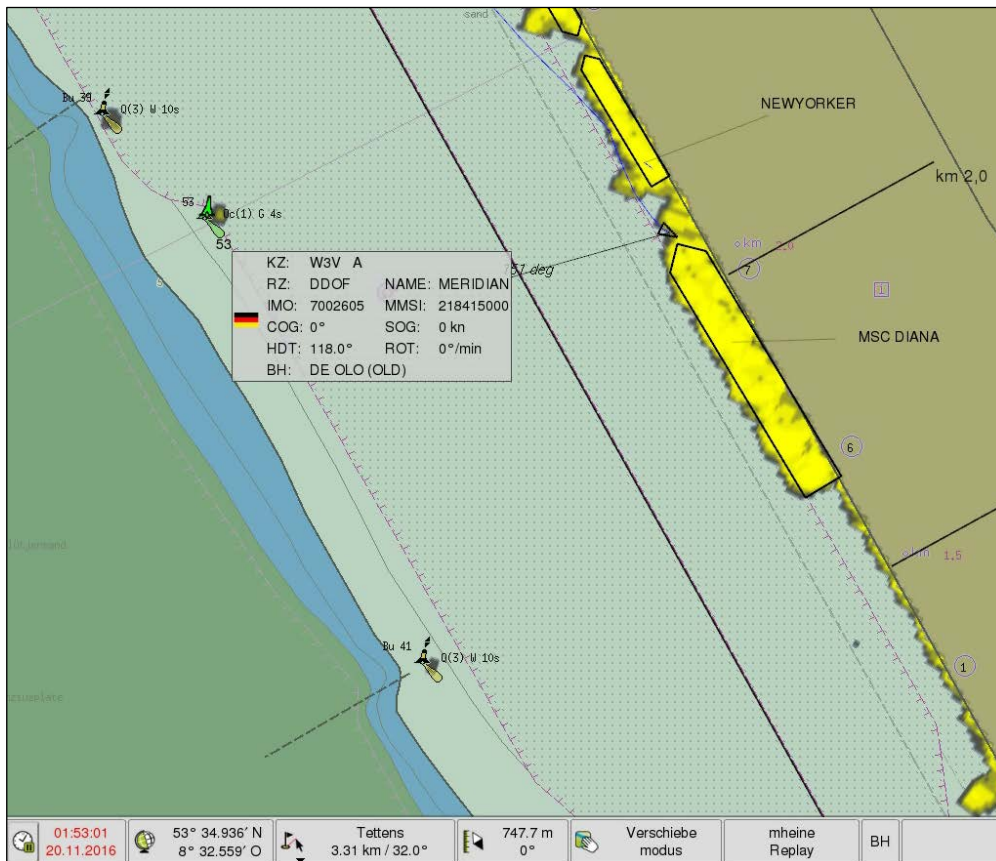 sand
Bu 39
Q(3) W 10s
NEWYORKER
km 2,0
53
Oc(1) G 4s
53
km 2,0
7
1
KZ: W3V A
RZ: DDOF NAME: MERIDIAN
IMO: 7002605 MMSI: 218415000
COG: 0° SOG: 0 kn
HDT: 118.0° ROT: 0°/min
BH: DE OLO (OLD)
deg
MSC DIANA
6
km 1,5
Bu 41
Q(3) W 10s
1
01:53:01
20.11.2016
53° 34.936′ N
8° 32.559′ O
Tettens
3.31 km / 32.0°
747.7 m
0°
Verschiebe
modus
mheine
Replay
BH